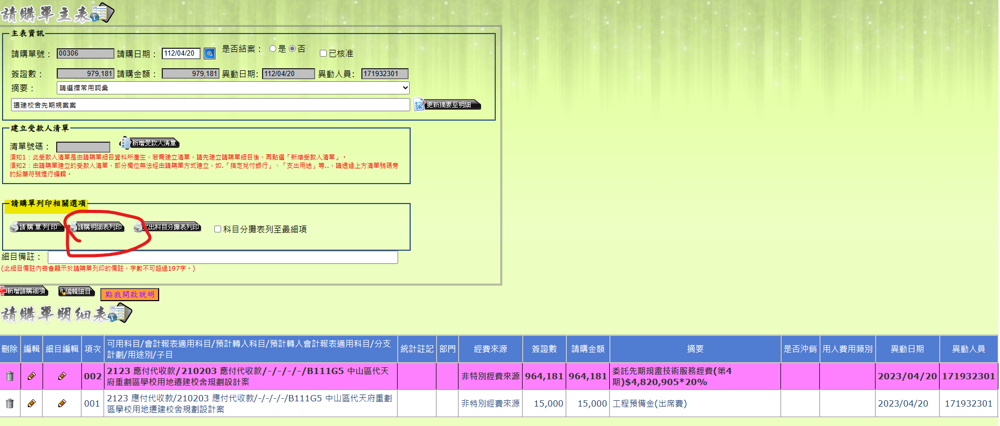 請購單主表
主表資訊
請購單號： 00306 請購日期： 112/04/20 是否結案： 是 否 已核准
簽證數： 979,181 請購金額： 979,181 異動日期： 112/04/20 異動人員： 171932301
摘要： 請選擇常用詞彙
遷建校舍先期規案案 更新摘要至明細
建立受款人清單
清單號碼： 新增受款人清單
須知1：此受款人清單是由請購單細目資料所產生，若需建立清單，請先建立請購單細目後，再點選「新增受款人清單」。
須知2：由請購單建立的受款人清單，部分欄位無法經由請購單方式建立，如.「指定兌付銀行」、「支出用途」等..，請透過上方清單號碼旁
的鉛筆符號進行編輯。
請購單列印相關選項
請購單列印 請購明細表列印 出科目分攤表列印 科目分攤表列至最細項
細目備註：
(此細目備註內容會顯示於請購單列印的備註，字數不可超過197字。)
新增請購細項 編輯細目 點我開啟說明
請購單明細表
刪除 編輯 細目編輯 項次 可用科目/會計報表適用科目/預計轉入科目/預計轉入會計報表適用科目/分支 統計註記 部門 經費來源 簽證數 請購金額 摘要 是否沖銷 用人費用類別 異動日期 異動人員
計劃/用途別/子目
002 2123 應付代收款/210203 應付代收款/-/-/-/-/B111G5 中山區代天 非特別經費來源 964,181 964,181 委託先期規畫技術服務經費(第4 2023/04/20 171932301
府重劃區學校用地遷建校舍規劃設計案 期)$4,820,905*20%
001 2123 應付代收款/210203 應付代收款/-/-/-/-/B111G5 中山區代天府重劃 非特別經費來源 15,000 15,000 工程預備金(出席費) 2023/04/20 171932301
區學校用地遷建校舍規劃設計案